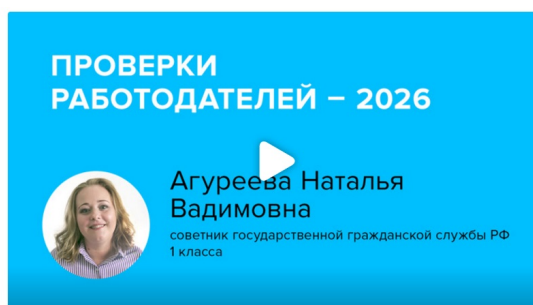 ПРОВЕРКИ
РАБОТОДАТЕЛЕЙ – 2026
Агуреева Наталья
Вадимовна
советник государственной гражданской службы РФ
1 класса